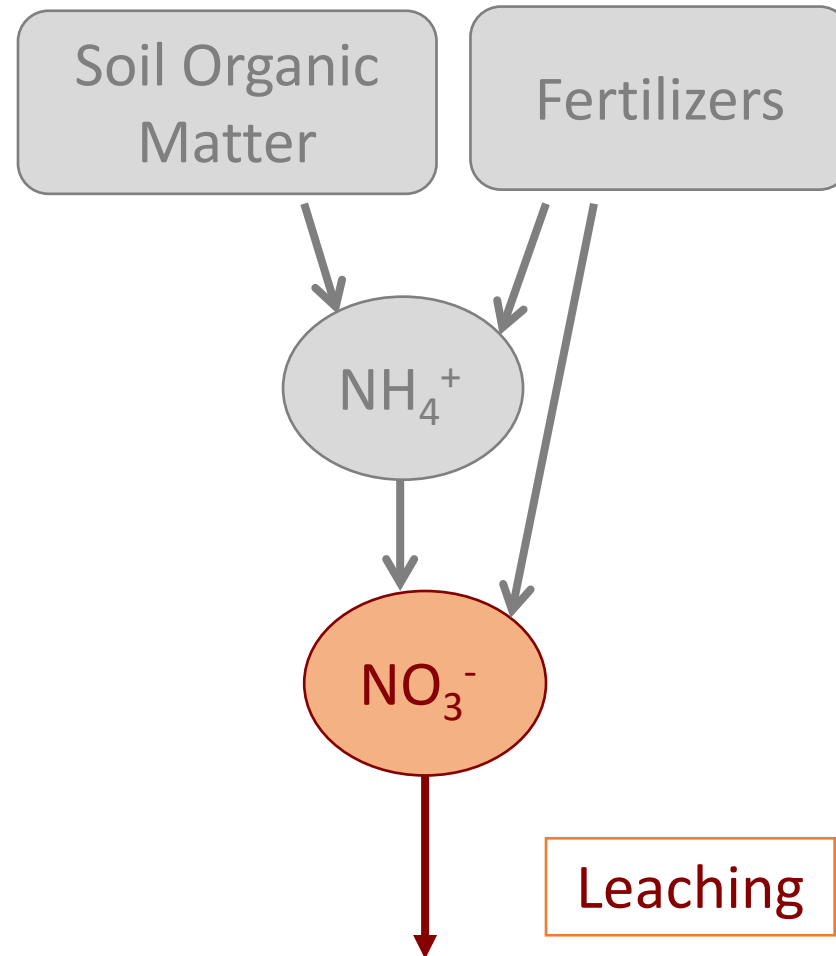 Soil Organic
Matter
Fertilizers
NH₄⁺
NO₃⁻
Leaching